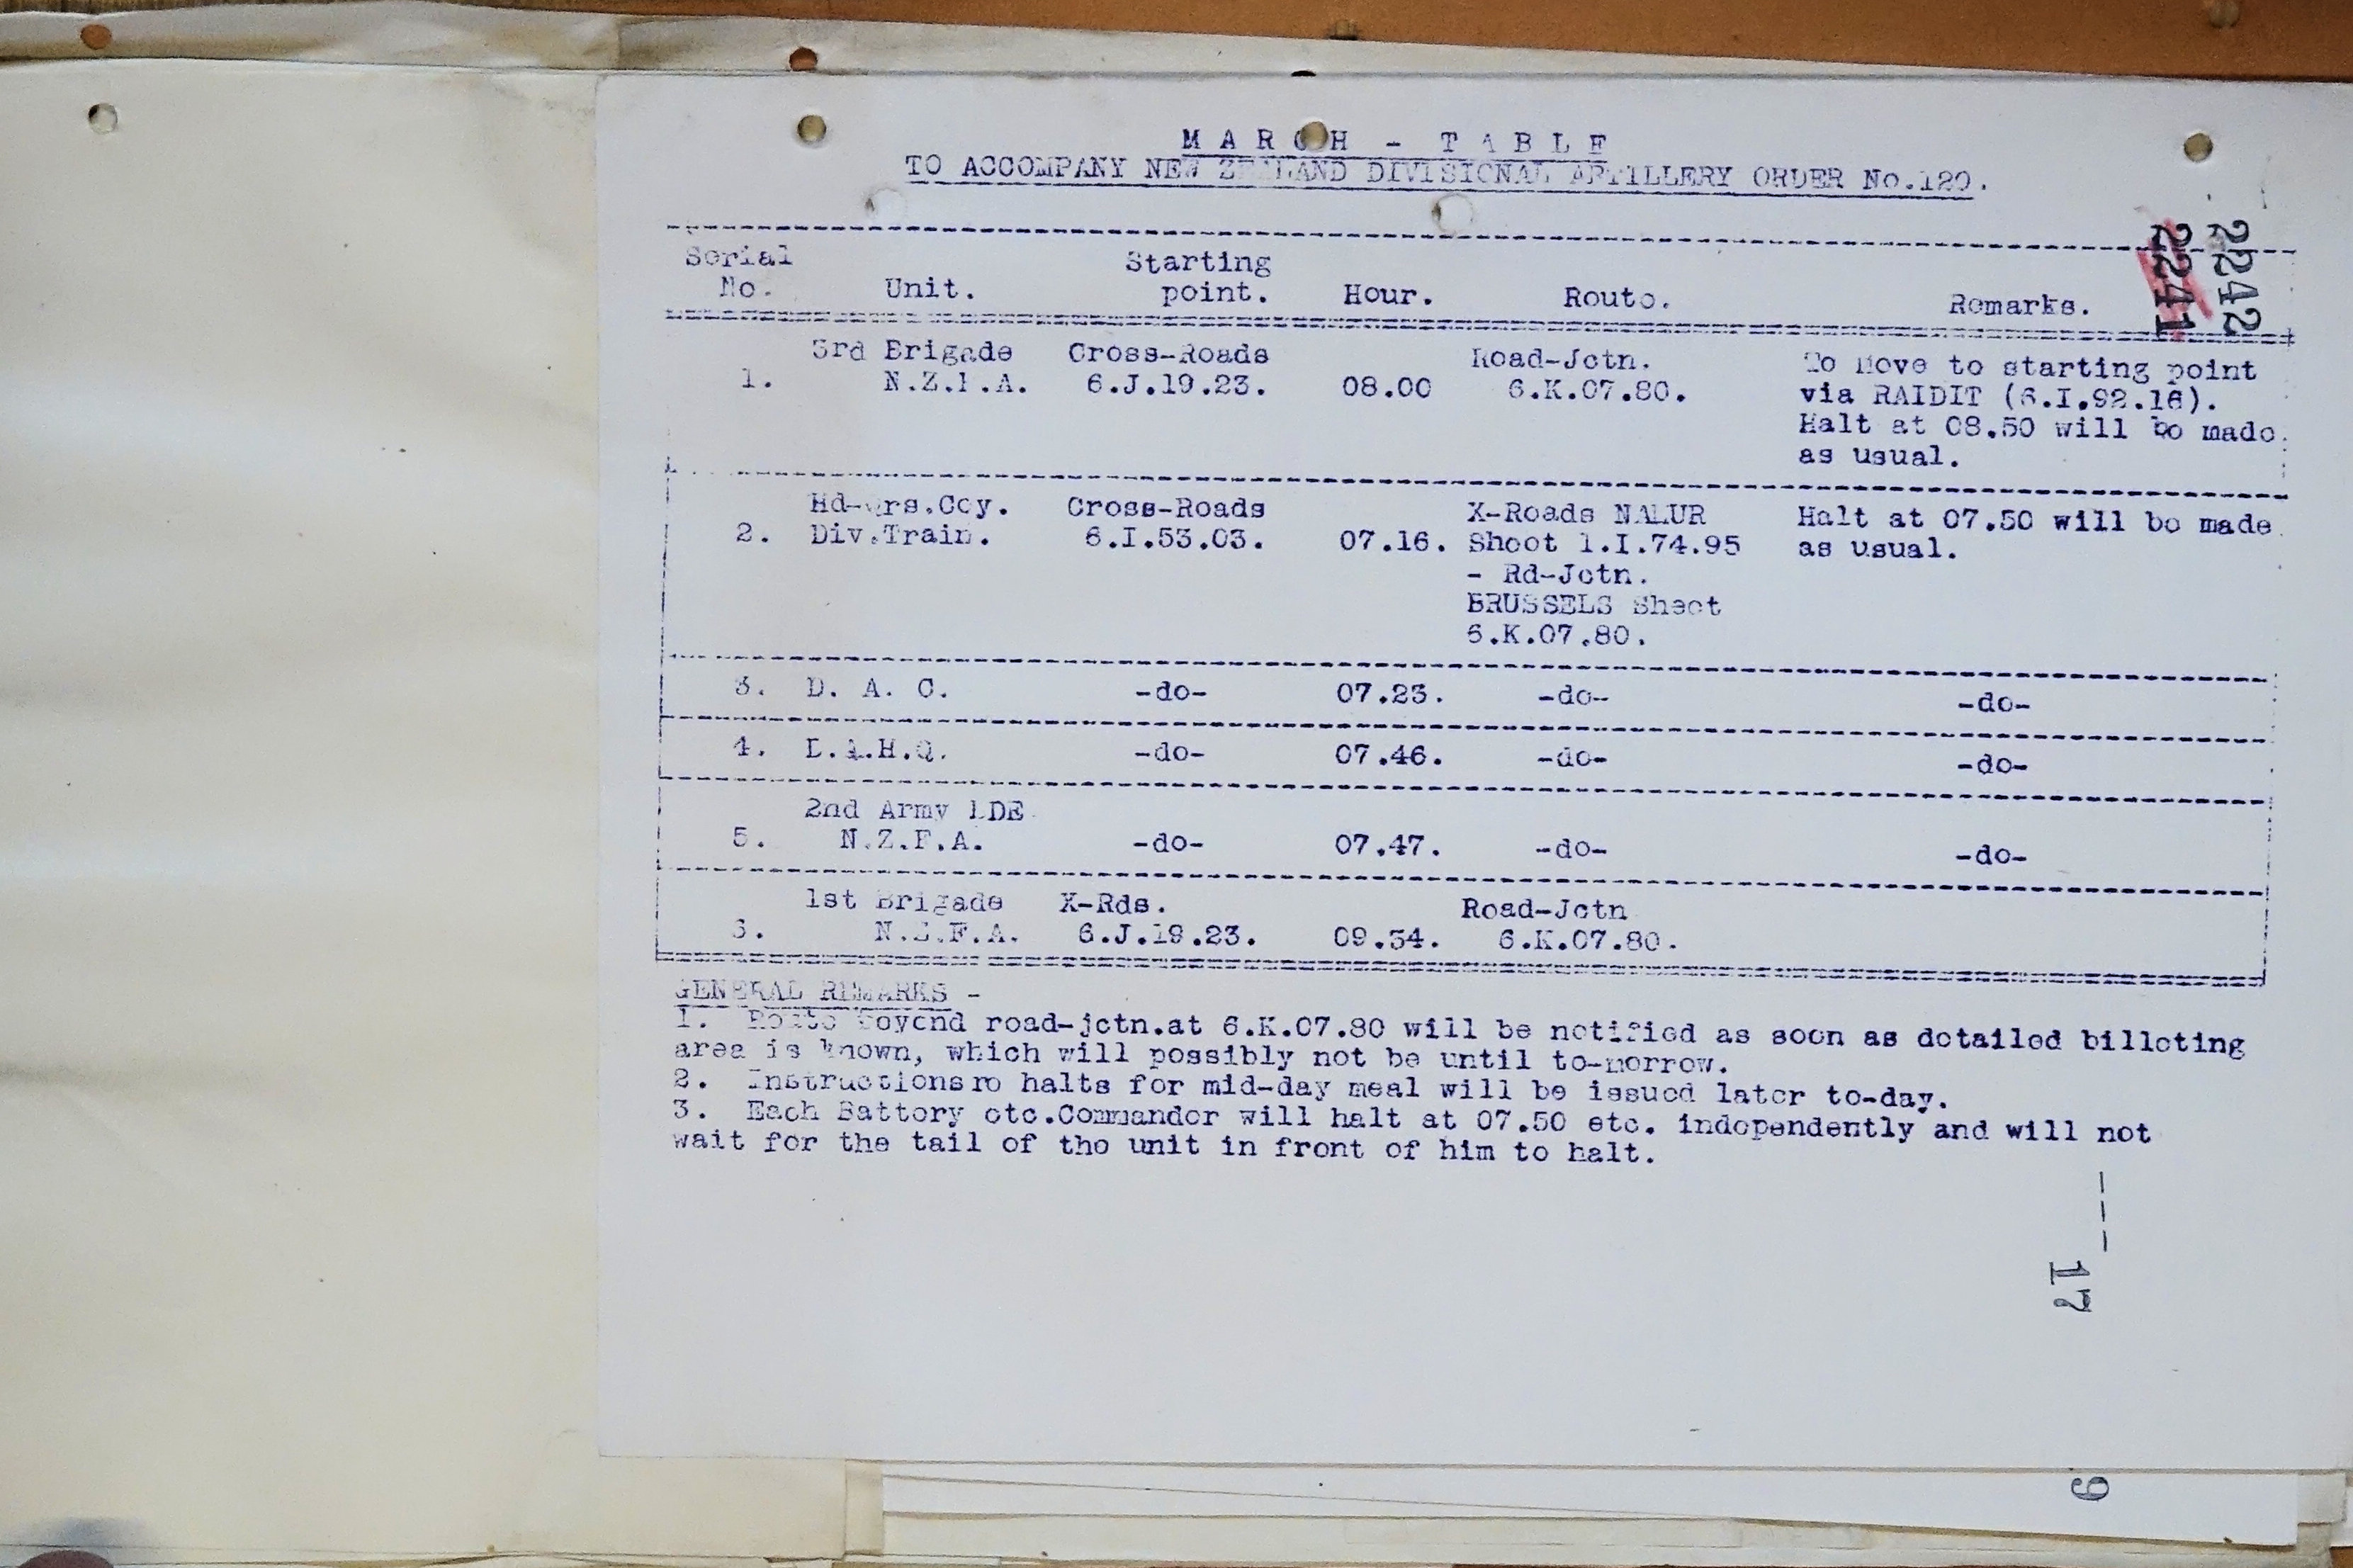 MARCH - TABLE
TO ACCOMPANY NEW ZEALAND DIVISIONAL ARTILLERY ORDER No.120.
2242
2241
Serial No. Unit. Starting point. Hour. Route. Remarks.
3rd Brigade Cross-Roads Road-Jctn. To move to starting point
1. N.Z.F.A. 6.J.19.23. 08.00 6.K.07.80. via RAIDIT (6.I.92.16).
Halt at 08.50 will be made
as usual.
Hd-Qrs.Coy. Cross-Roads X-Roads NALUR Halt at 07.50 will be made
2. Div.Train. 6.I.53.03. 07.16. Sheet 1.I.74.95 as usual.
- Rd-Jctn.
BRUSSELS Sheet
6.K.07.80.
3. D. A. C. -do- 07.23. -do- -do-
4. D.A.H.Q. -do- 07.46. -do- -do-
2nd Army BDE
5. N.Z.F.A. -do- 07.47. -do- -do-
1st Brigade X-Rds. Road-Jctn
6. N.Z.F.A. 6.J.19.23. 09.34. 6.K.07.80.
GENERAL REMARKS -
1. Route beyond road-jctn.at 6.K.07.80 will be notified as soon as detailed billeting
area is known, which will possibly not be until to-morrow.
2. Instructions re halts for mid-day meal will be issued later to-day.
3. Each Battery etc.Commander will halt at 07.50 etc. independently and will not
wait for the tail of the unit in front of him to halt.
17
9